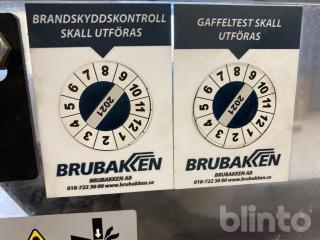 BRANDSKYDDSKONTROLL
SKALL UTFÖRAS
1 2 3 4 5 6 7 8 9 10 11 12
2021
BRUBAKKEN
BRUBAKKEN AB
010-722 30 00 www.brubakken.se
GAFFELTEST SKALL
UTFÖRAS
1 2 3 4 5 6 7 8 9 10 11 12
2021
BRUBAKKEN
BRUBAKKEN AB
010-722 30 00 www.brubakken.se
blinto